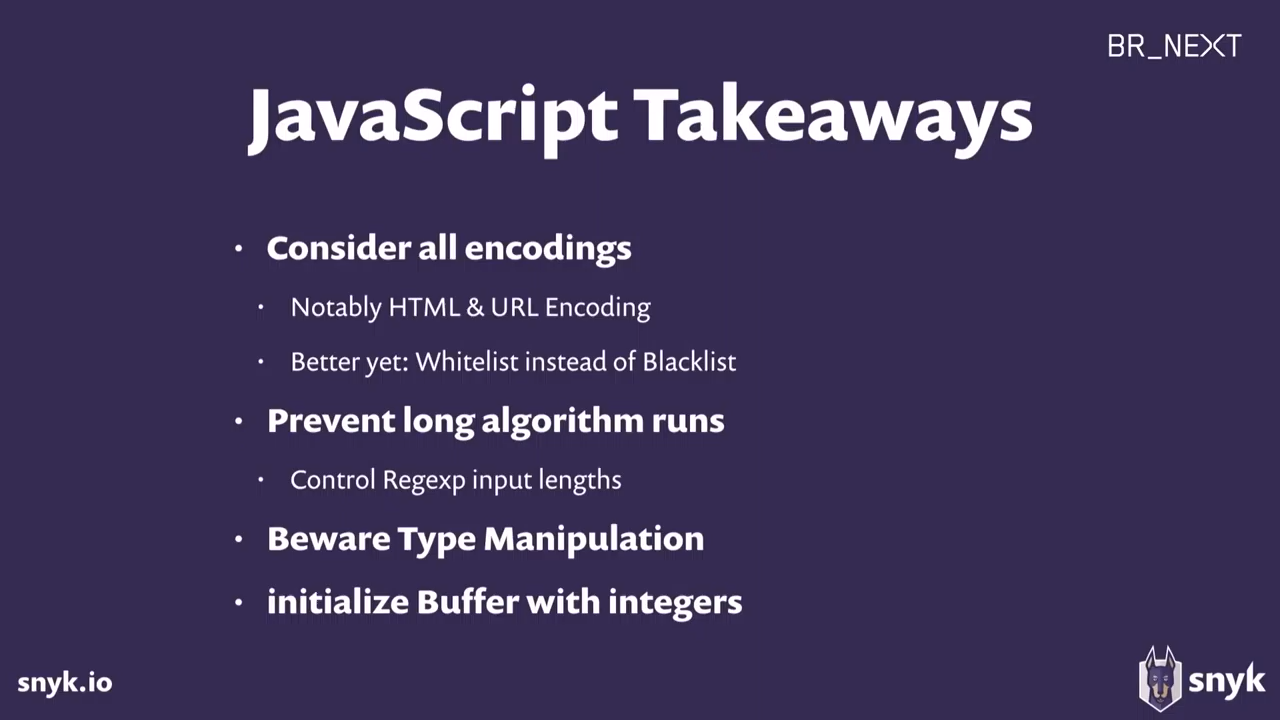 BR_NEXT
JavaScript Takeaways
• Consider all encodings
• Notably HTML & URL Encoding
• Better yet: Whitelist instead of Blacklist
• Prevent long algorithm runs
• Control Regexp input lengths
• Beware Type Manipulation
• initialize Buffer with integers
snyk.io
snyk